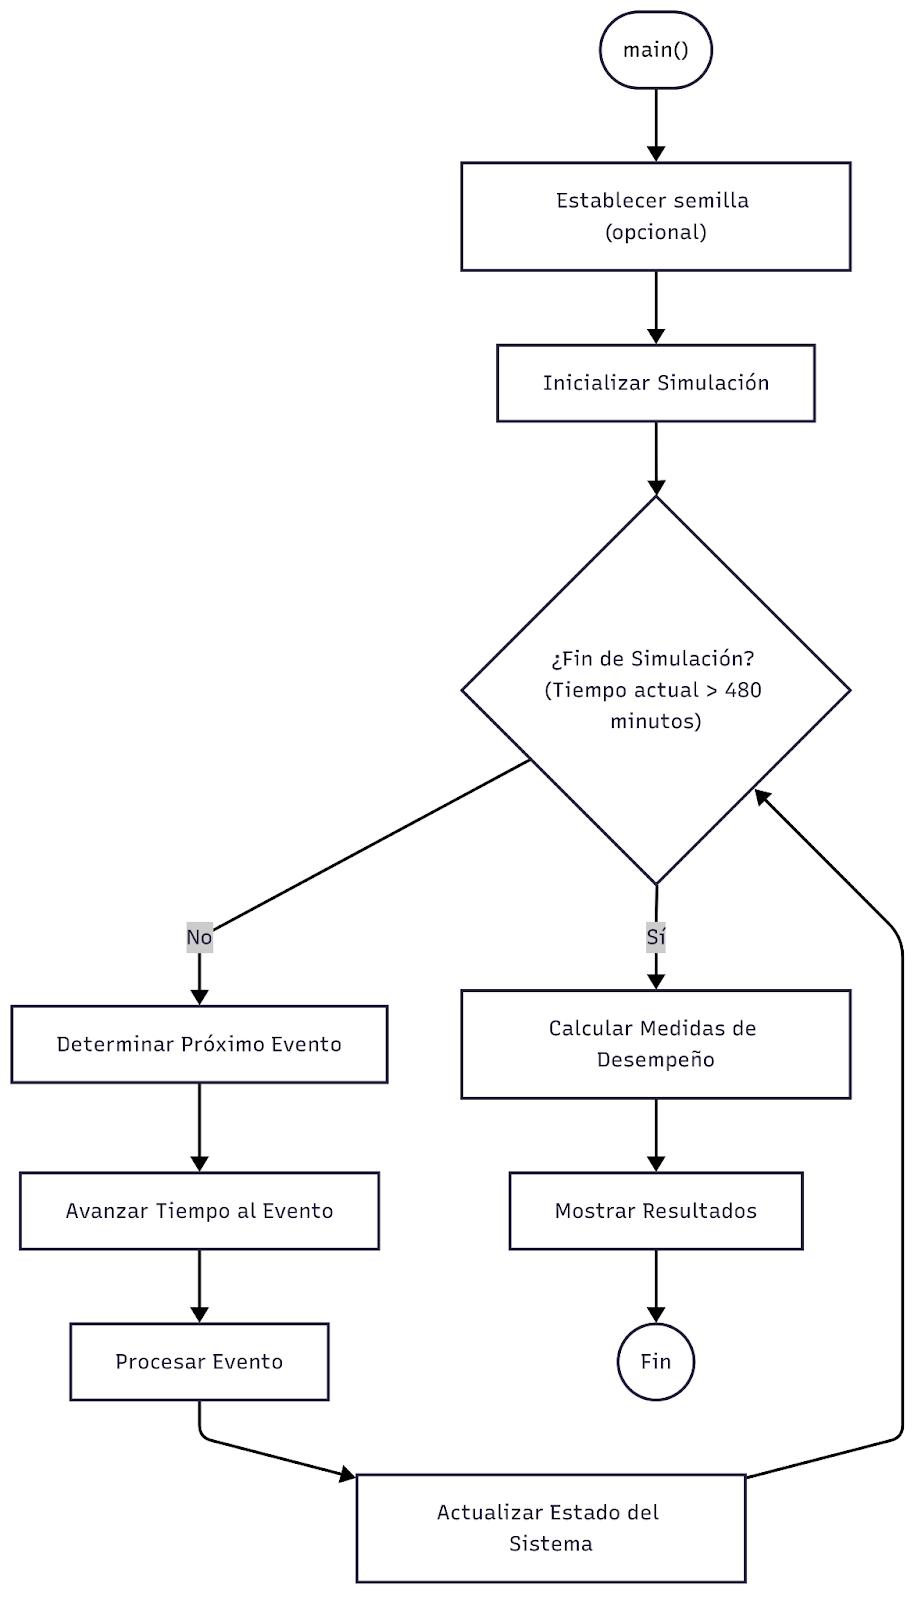 main()
Establecer semilla
(opcional)
Inicializar Simulación
¿Fin de Simulación?
(Tiempo actual > 480
minutos)
No
Sí
Determinar Próximo Evento
Calcular Medidas de
Desempeño
Avanzar Tiempo al Evento
Mostrar Resultados
Procesar Evento
Fin
Actualizar Estado del
Sistema